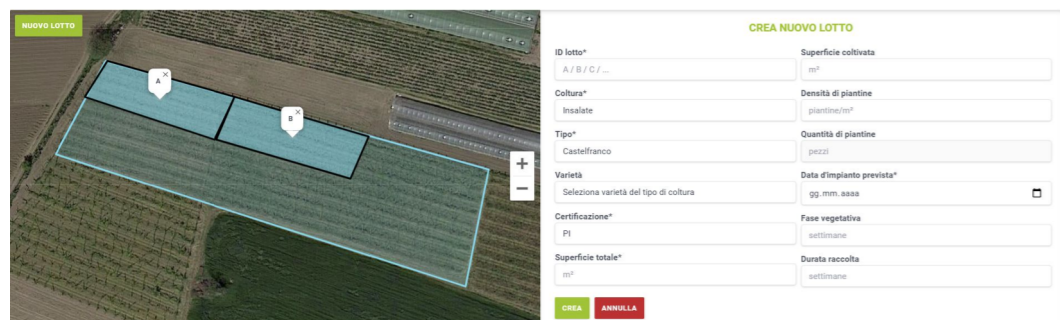 NUOVO LOTTO
A ×
B ×
+
−
CREA NUOVO LOTTO
ID lotto*
A / B / C / ...
Coltura*
Insalate
Tipo*
Castelfranco
Varietà
Seleziona varietà del tipo di coltura
Certificazione*
PI
Superficie totale*
m²
Superficie coltivata
m²
Densità di piantine
piantine/m²
Quantità di piantine
pezzi
Data d'impianto prevista*
gg.mm.aaaa
Fase vegetativa
settimane
Durata raccolta
settimane
CREA
ANNULLA